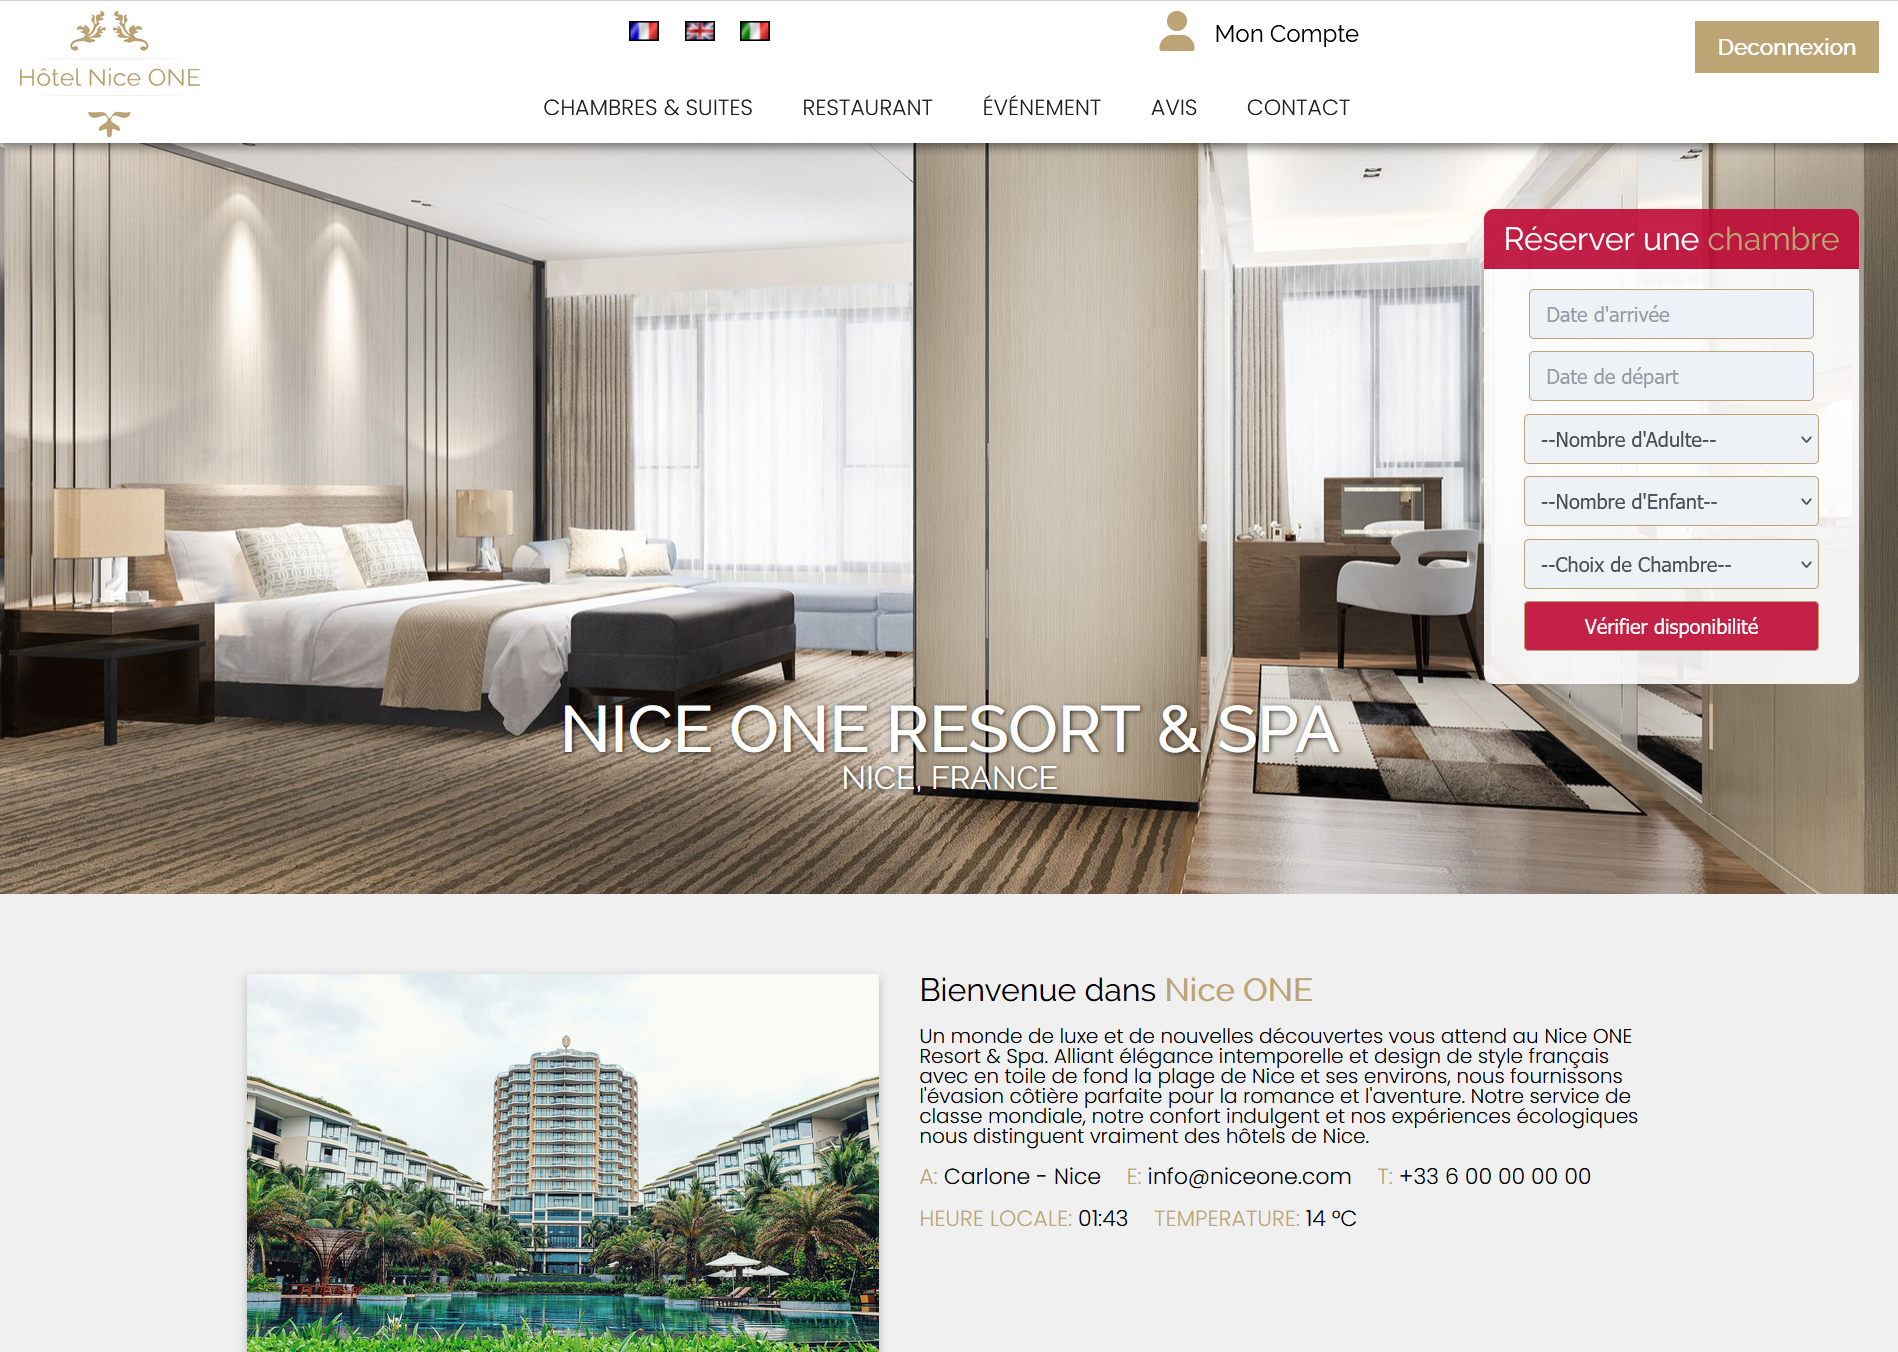 Hôtel Nice ONE
Mon Compte
Deconnexion
CHAMBRES & SUITES RESTAURANT ÉVÉNEMENT AVIS CONTACT
Réserver une chambre
Date d'arrivée
Date de départ
--Nombre d'Adulte--
--Nombre d'Enfant--
--Choix de Chambre--
Vérifier disponibilité
NICE ONE RESORT & SPA
NICE, FRANCE
Bienvenue dans Nice ONE
Un monde de luxe et de nouvelles découvertes vous attend au Nice ONE
Resort & Spa. Alliant élégance intemporelle et design de style français
avec en toile de fond la plage de Nice et ses environs, nous fournissons
l'évasion côtière parfaite pour la romance et l'aventure. Notre service de
classe mondiale, notre confort indulgent et nos expériences écologiques
nous distinguent vraiment des hôtels de Nice.
A: Carlone - Nice E: info@niceone.com T: +33 6 00 00 00 00
HEURE LOCALE: 01:43 TEMPERATURE: 14 ºC